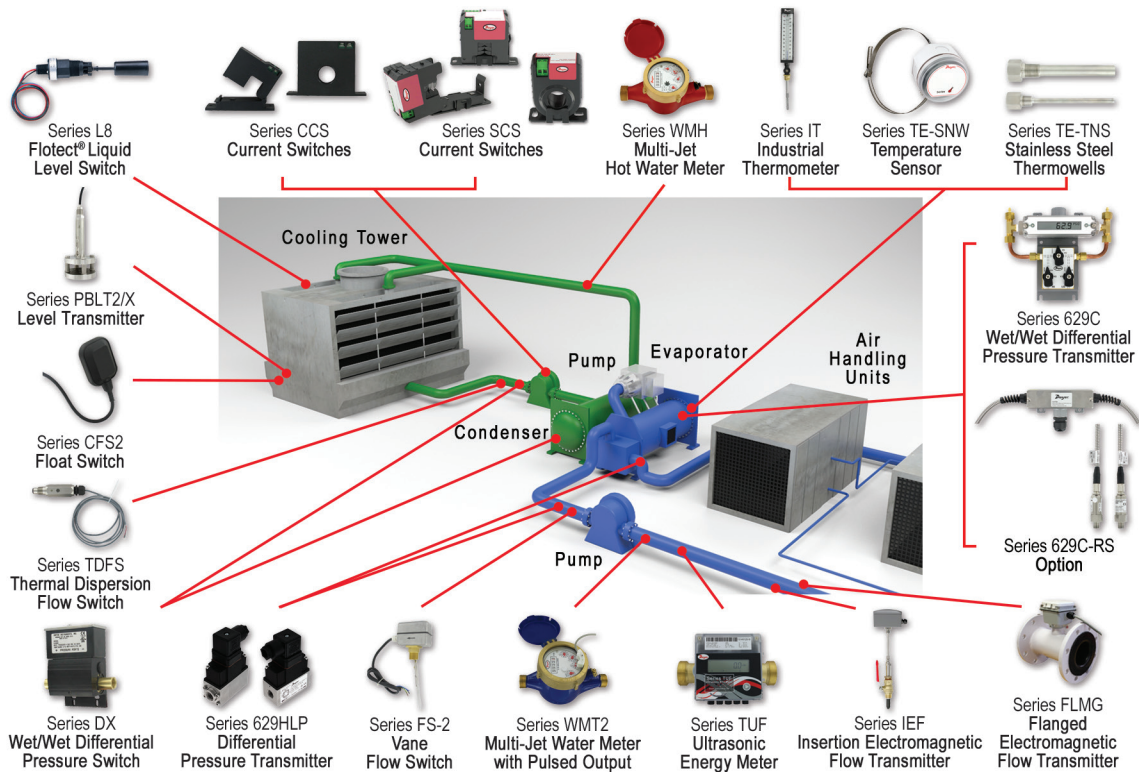 Series L8
Flotect® Liquid
Level Switch
Series CCS
Current Switches
Series SCS
Current Switches
Series WMH
Multi-Jet
Hot Water Meter
Series IT
Industrial
Thermometer
Series TE-SNW
Temperature
Sensor
Series TE-TNS
Stainless Steel
Thermowells
Series PBLT2/X
Level Transmitter
Series CFS2
Float Switch
Series TDFS
Thermal Dispersion
Flow Switch
Cooling Tower
Pump
Evaporator
Air
Handling
Units
Condenser
Pump
62.9
Series 629C
Wet/Wet Differential
Pressure Transmitter
Series 629C-RS
Option
Series DX
Wet/Wet Differential
Pressure Switch
Series 629HLP
Differential
Pressure Transmitter
Series FS-2
Vane
Flow Switch
Series WMT2
Multi-Jet Water Meter
with Pulsed Output
Series TUF
Series TUF
Ultrasonic
Energy Meter
Series IEF
Insertion Electromagnetic
Flow Transmitter
Series FLMG
Flanged
Electromagnetic
Flow Transmitter